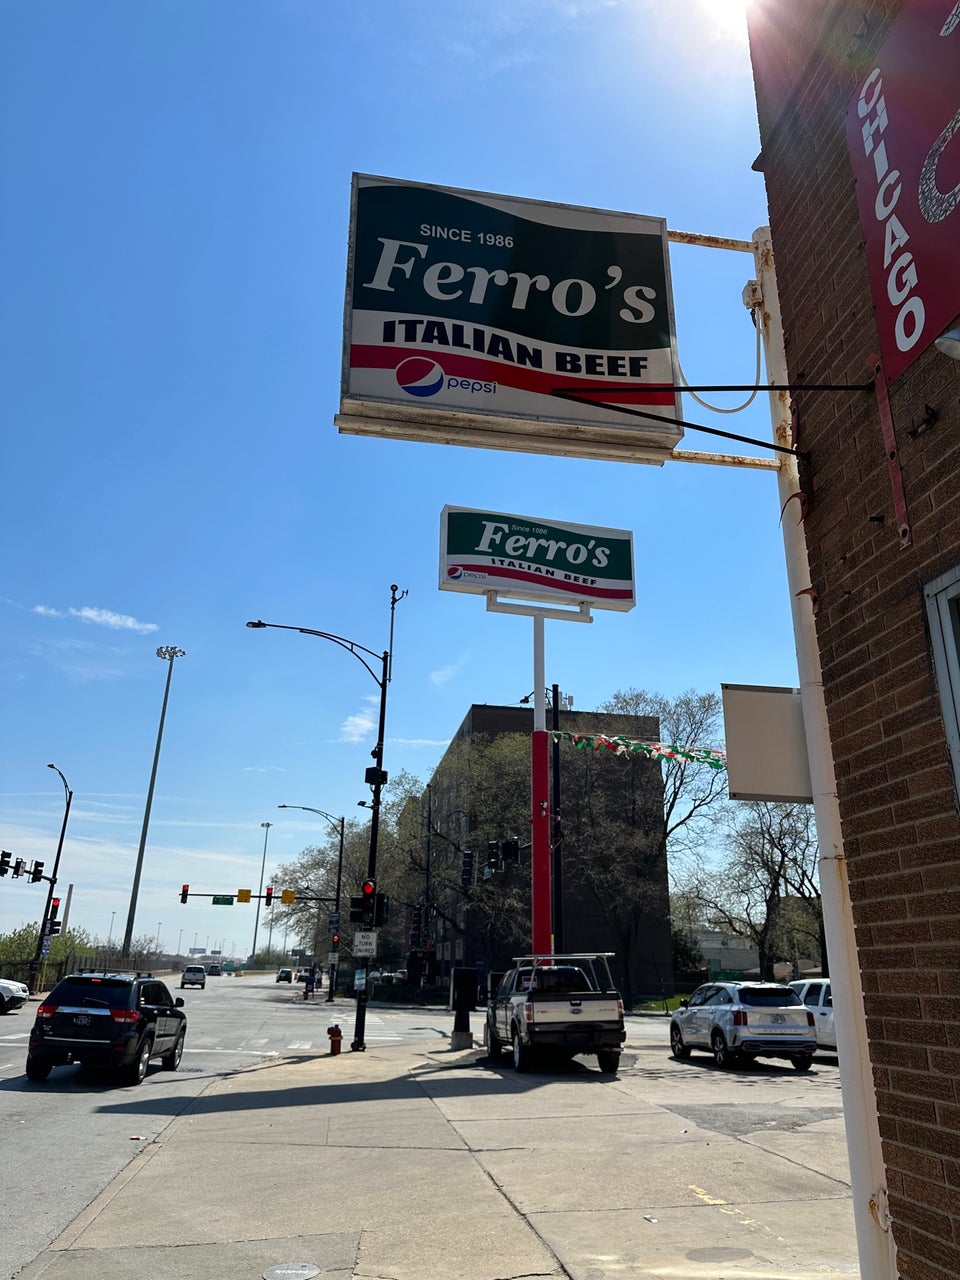 SINCE 1986
Ferro's
ITALIAN BEEF
pepsi
CHICAGO
Since 1986
Ferro's
ITALIAN BEEF
pepsi
NO
TURN
ON RED